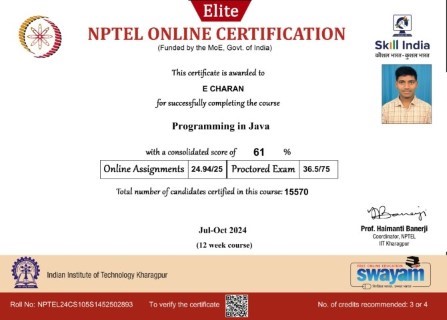 Elite
NPTEL ONLINE CERTIFICATION
(Funded by the MoE, Govt. of India)
Skill India
कौशल भारत - कुशल भारत
This certificate is awarded to
E CHARAN
for successfully completing the course
Programming in Java
with a consolidated score of 61 %
Online Assignments 24.94/25 Proctored Exam 36.5/75
Total number of candidates certified in this course: 15570
Jul-Oct 2024
(12 week course)
Prof. Haimanti Banerji
Coordinator, NPTEL
IIT Kharagpur
Indian Institute of Technology Kharagpur
FREE ONLINE EDUCATION
swayam
Roll No: NPTEL24CS105S1452502893
To verify the certificate
No. of credits recommended: 3 or 4